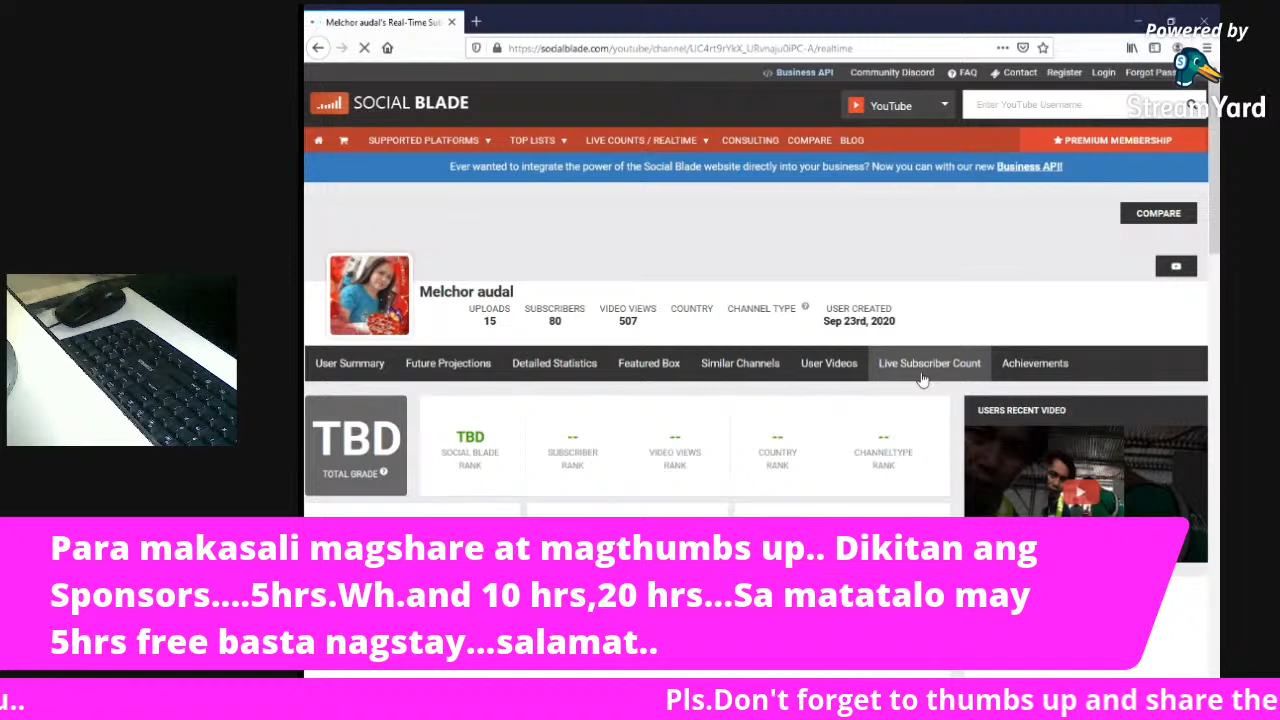 Melchor audal's Real-Time Sub
Powered by
https://socialblade.com/youtube/channel/UC4rt9rYkX_URvnaju0iPC-A/realtime
Business API Community Discord FAQ Contact Register Login Forgot Pass
StreamYard
SOCIAL BLADE YouTube Enter YouTube Username
SUPPORTED PLATFORMS TOP LISTS LIVE COUNTS / REALTIME CONSULTING COMPARE BLOG PREMIUM MEMBERSHIP
Ever wanted to integrate the power of the Social Blade website directly into your business? Now you can with our new Business API!
COMPARE
Melchor audal
UPLOADS SUBSCRIBERS VIDEO VIEWS COUNTRY CHANNEL TYPE USER CREATED
15 80 507 Sep 23rd, 2020
User Summary Future Projections Detailed Statistics Featured Box Similar Channels User Videos Live Subscriber Count Achievements
TBD
TOTAL GRADE
TBD -- -- -- --
SOCIAL BLADE SUBSCRIBER VIDEO VIEWS COUNTRY CHANNELTYPE
RANK RANK RANK RANK RANK
USERS RECENT VIDEO
Para makasali magshare at magthumbs up.. Dikitan ang
Sponsors....5hrs.Wh.and 10 hrs,20 hrs...Sa matatalo may
5hrs free basta nagstay...salamat..
u.. Pls.Don't forget to thumbs up and share the